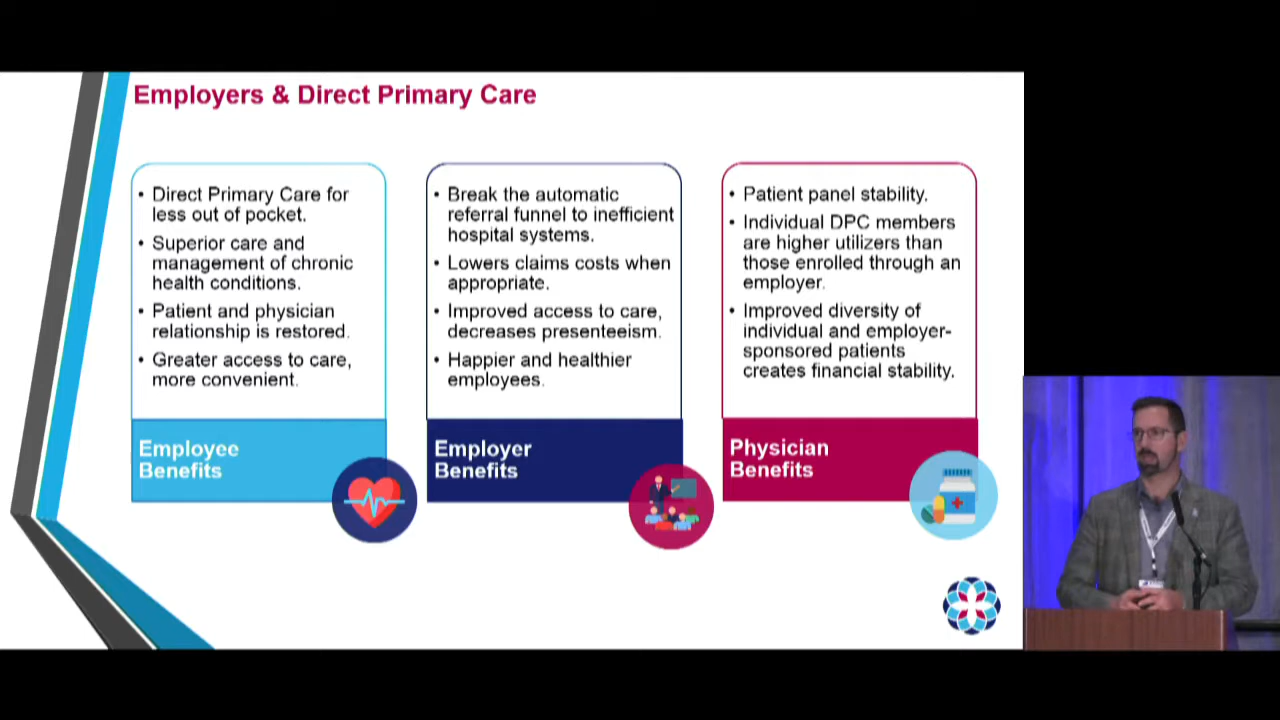 Employers & Direct Primary Care
• Direct Primary Care for
less out of pocket.
• Superior care and
management of chronic
health conditions.
• Patient and physician
relationship is restored.
• Greater access to care,
more convenient.
Employee
Benefits
• Break the automatic
referral funnel to inefficient
hospital systems.
• Lowers claims costs when
appropriate.
• Improved access to care,
decreases presenteeism.
• Happier and healthier
employees.
Employer
Benefits
• Patient panel stability.
• Individual DPC members
are higher utilizers than
those enrolled through an
employer.
• Improved diversity of
individual and employer-
sponsored patients
creates financial stability.
Physician
Benefits